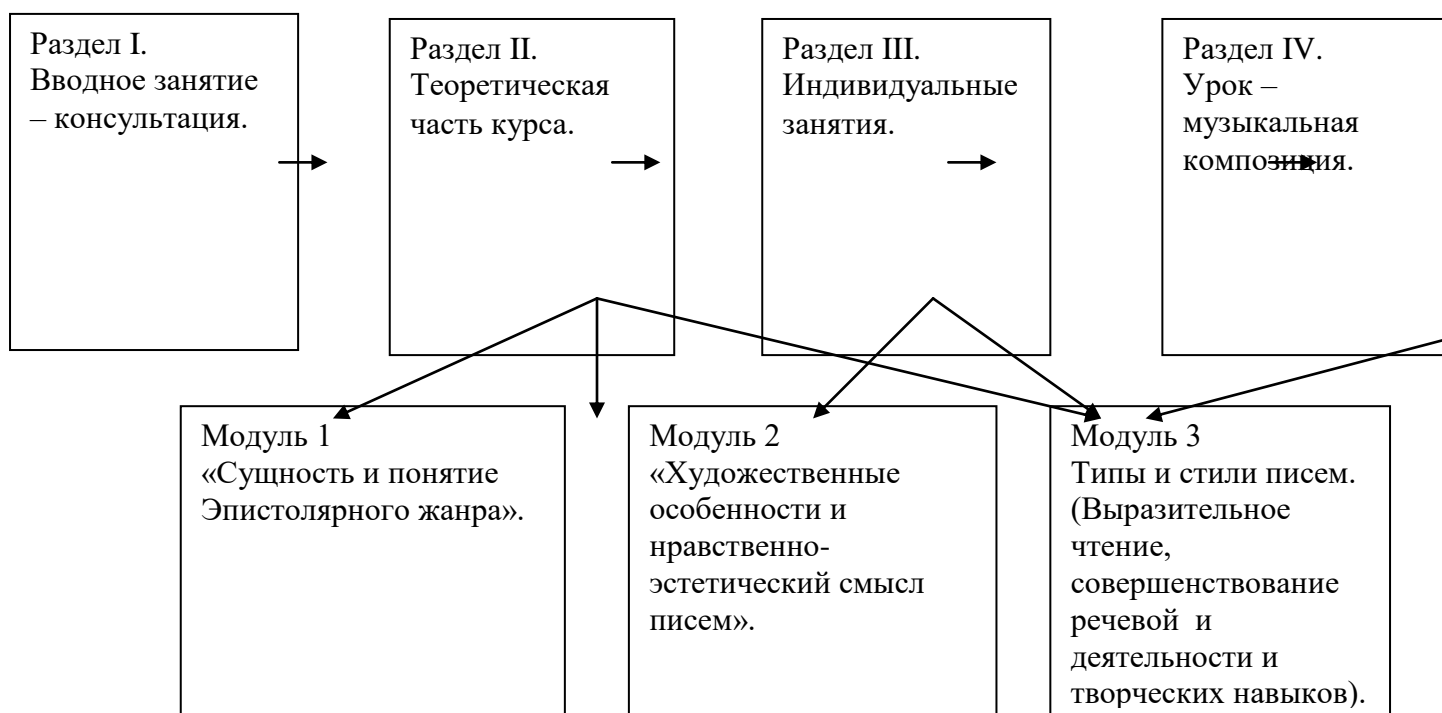 Раздел I.
Вводное занятие
– консультация.
Раздел II.
Теоретическая
часть курса.
Раздел III.
Индивидуальные
занятия.
Раздел IV.
Урок –
музыкальная
композиция.
Модуль 1
«Сущность и понятие
Эпистолярного жанра».
Модуль 2
«Художественные
особенности и
нравственно-
эстетический смысл
писем».
Модуль 3
Типы и стили писем.
(Выразительное
чтение,
совершенствование
речевой и
деятельности и
творческих навыков).